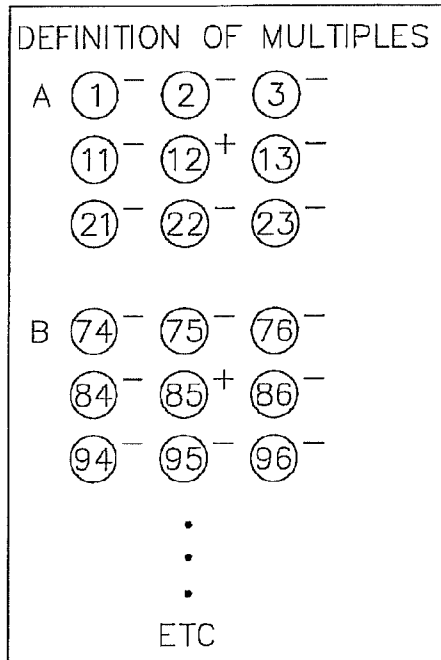 DEFINITION OF MULTIPLES
A 1 − 2 − 3 −
11 − 12 + 13 −
21 − 22 − 23 −
B 74 − 75 − 76 −
84 − 85 + 86 −
94 − 95 − 96 −
ETC